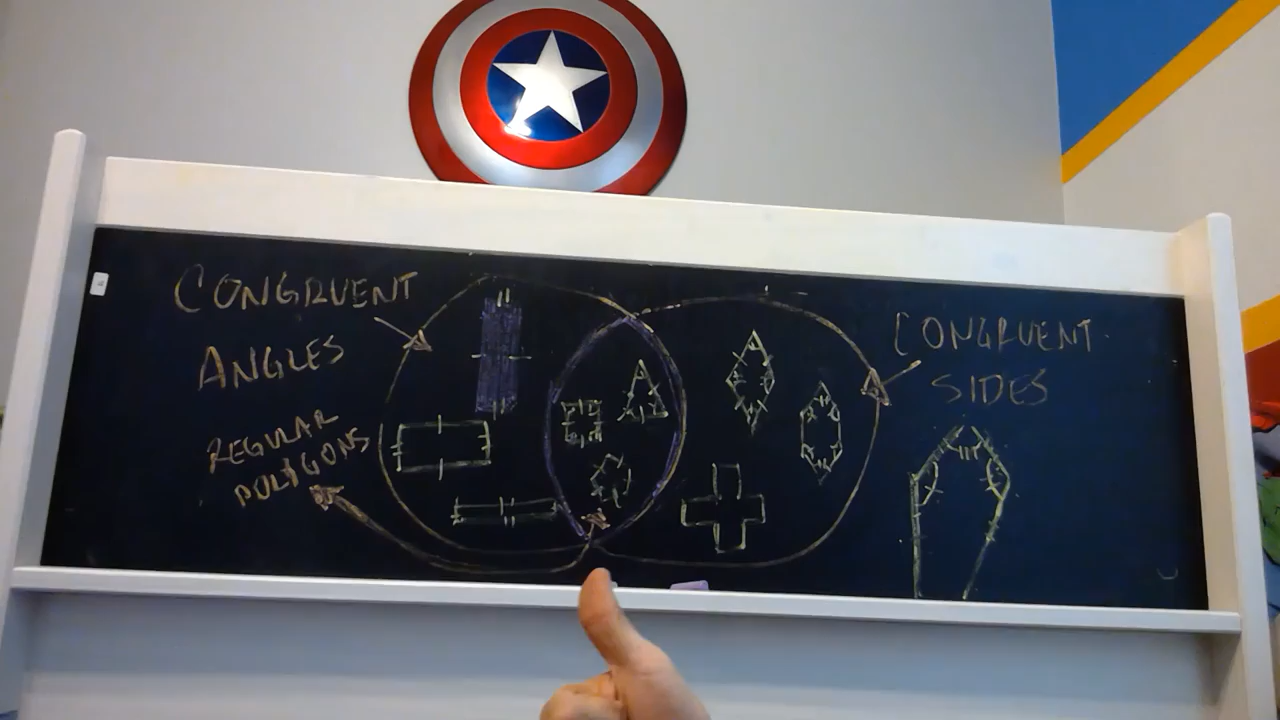 CONGRUENT
ANGLES
REGULAR
POLYGONS
CONGRUENT
SIDES